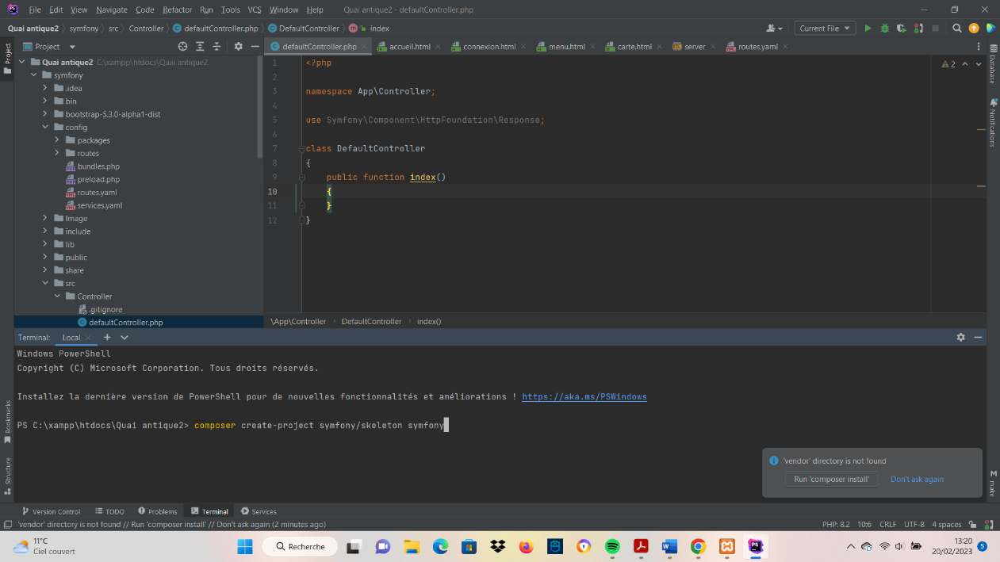 File Edit View Navigate Code Refactor Run Tools VCS Window Help Quai antique2 - defaultController.php
Quai antique2 symfony src Controller defaultController.php DefaultController index Current File
Project
Project
defaultController.php accueil.html connexion.html menu.html carte.html server routes.yaml
Quai antique2 C:\xampp\htdocs\Quai antique2
symfony
.idea
bin
bootstrap-5.3.0-alpha1-dist
config
packages
routes
bundles.php
preload.php
routes.yaml
services.yaml
Image
include
lib
public
share
src
Controller
.gitignore
defaultController.php
1 <?php
2
3 namespace App\Controller;
4
5 use Symfony\Component\HttpFoundation\Response;
6
7 class DefaultController
8 {
9 public function index()
10 {
11 }
12 }
2
Database
Notifications
\App\Controller DefaultController index()
Terminal: Local
Windows PowerShell
Copyright (C) Microsoft Corporation. Tous droits réservés.
Installez la dernière version de PowerShell pour de nouvelles fonctionnalités et améliorations ! https://aka.ms/PSWindows
PS C:\xampp\htdocs\Quai antique2> composer create-project symfony/skeleton symfony
Bookmarks
Structure
'vendor' directory is not found
Run 'composer install' Don't ask again
M make
Version Control TODO Problems Terminal Services
'vendor' directory is not found // Run 'composer install' // Don't ask again (2 minutes ago) PHP: 8.2 10:6 CRLF UTF-8 4 spaces
11°C
Ciel couvert
Recherche
13:20
20/02/2023
5